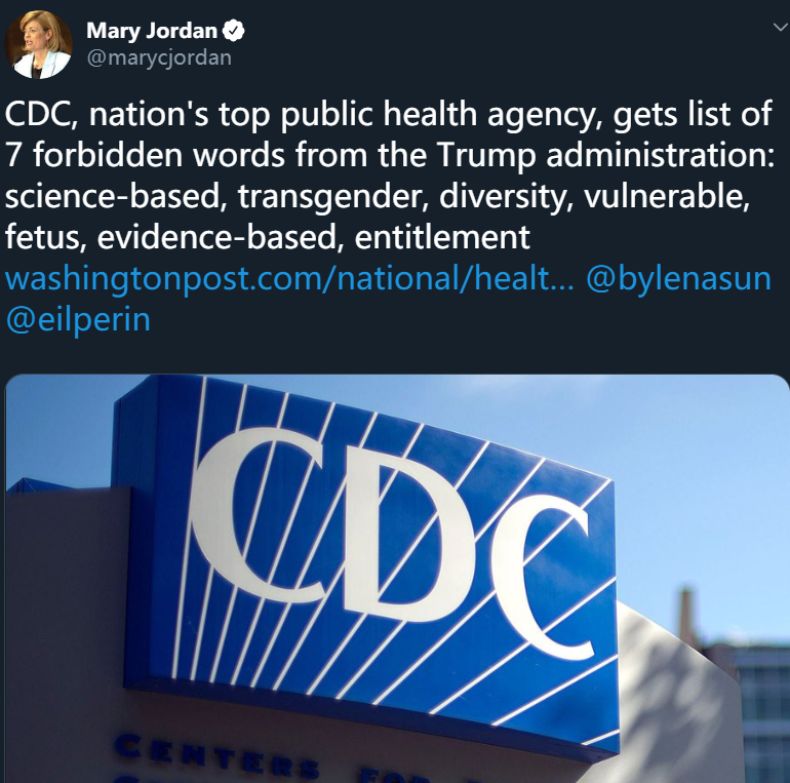 Mary Jordan
@marycjordan
CDC, nation's top public health agency, gets list of
7 forbidden words from the Trump administration:
science-based, transgender, diversity, vulnerable,
fetus, evidence-based, entitlement
washingtonpost.com/national/healt... @bylenasun
@eilperin
CDC
CENTERS FOR